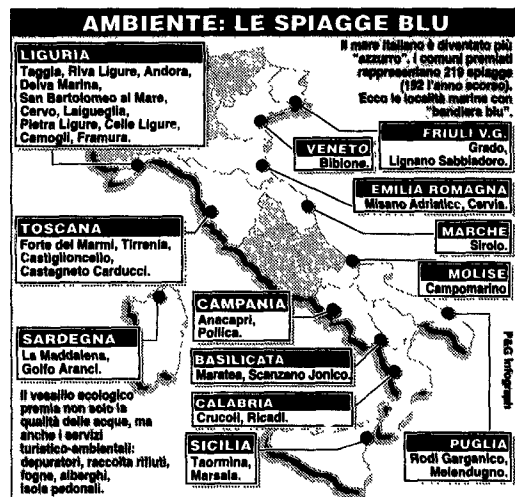 AMBIENTE: LE SPIAGGE BLU
Il mare italiano è diventato più
"azzurro". I comuni premiati
rappresentano 219 spiagge
(192 l'anno scorso).
Ecco le località marine con
"bandiera blu".
LIGURIA
Taggia, Riva Ligure, Andora,
Deiva Marina,
San Bartolomeo al Mare,
Cervo, Laigueglia,
Pietra Ligure, Celle Ligure,
Camogli, Framura.
VENETO
Bibione.
FRIULI V.G.
Grado,
Lignano Sabbiadoro.
EMILIA ROMAGNA
Misano Adriatico, Cervia.
MARCHE
Sirolo.
MOLISE
Campomarino
TOSCANA
Forte dei Marmi, Tirrenia,
Castiglioncello,
Castagneto Carducci.
CAMPANIA
Anacapri,
Pollica.
SARDEGNA
La Maddalena,
Golfo Aranci.
BASILICATA
Maratea, Scanzano Jonico.
CALABRIA
Crucoli, Ricadi.
SICILIA
Taormina,
Marsala.
PUGLIA
Rodi Garganico,
Melendugno.
Il vessillo ecologico
premia non solo la
qualità delle acque, ma
anche i servizi
turistico-ambientali:
depuratori, raccolta rifiuti,
fogne, alberghi,
isole pedonali.
P&G Infograph